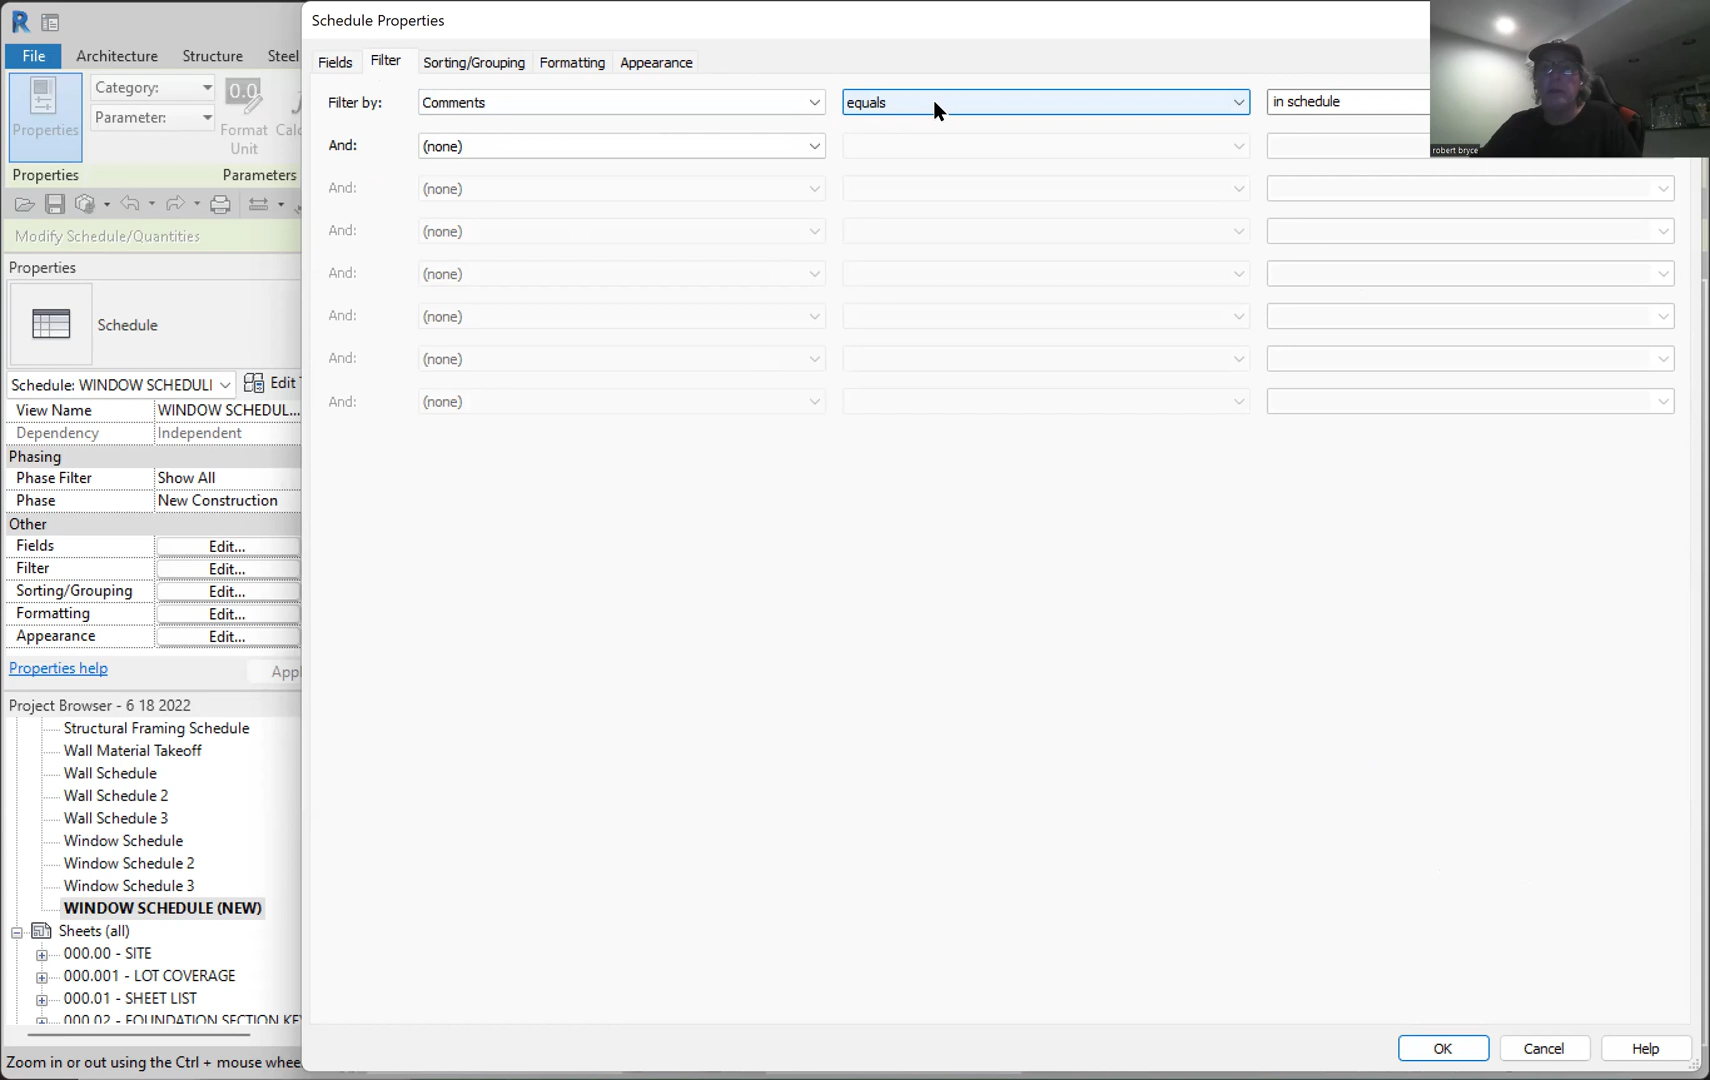 Schedule Properties
File Architecture Structure Steel
Fields Filter Sorting/Grouping Formatting Appearance
Category:
Parameter:
0.0
Properties
Format
Unit
Calc
Properties Parameters
Filter by: Comments equals in schedule
And: (none)
And: (none)
And: (none)
And: (none)
And: (none)
And: (none)
And: (none)
robert bryce
Modify Schedule/Quantities
Properties
Schedule
Schedule: WINDOW SCHEDULI Edit T
View Name WINDOW SCHEDUL...
Dependency Independent
Phasing
Phase Filter Show All
Phase New Construction
Other
Fields Edit...
Filter Edit...
Sorting/Grouping Edit...
Formatting Edit...
Appearance Edit...
Properties help Appl
Project Browser - 6 18 2022
Structural Framing Schedule
Wall Material Takeoff
Wall Schedule
Wall Schedule 2
Wall Schedule 3
Window Schedule
Window Schedule 2
Window Schedule 3
WINDOW SCHEDULE (NEW)
Sheets (all)
000.00 - SITE
000.001 - LOT COVERAGE
000.01 - SHEET LIST
000.02 - FOUNDATION SECTION KE
Zoom in or out using the Ctrl + mouse whee
OK Cancel Help